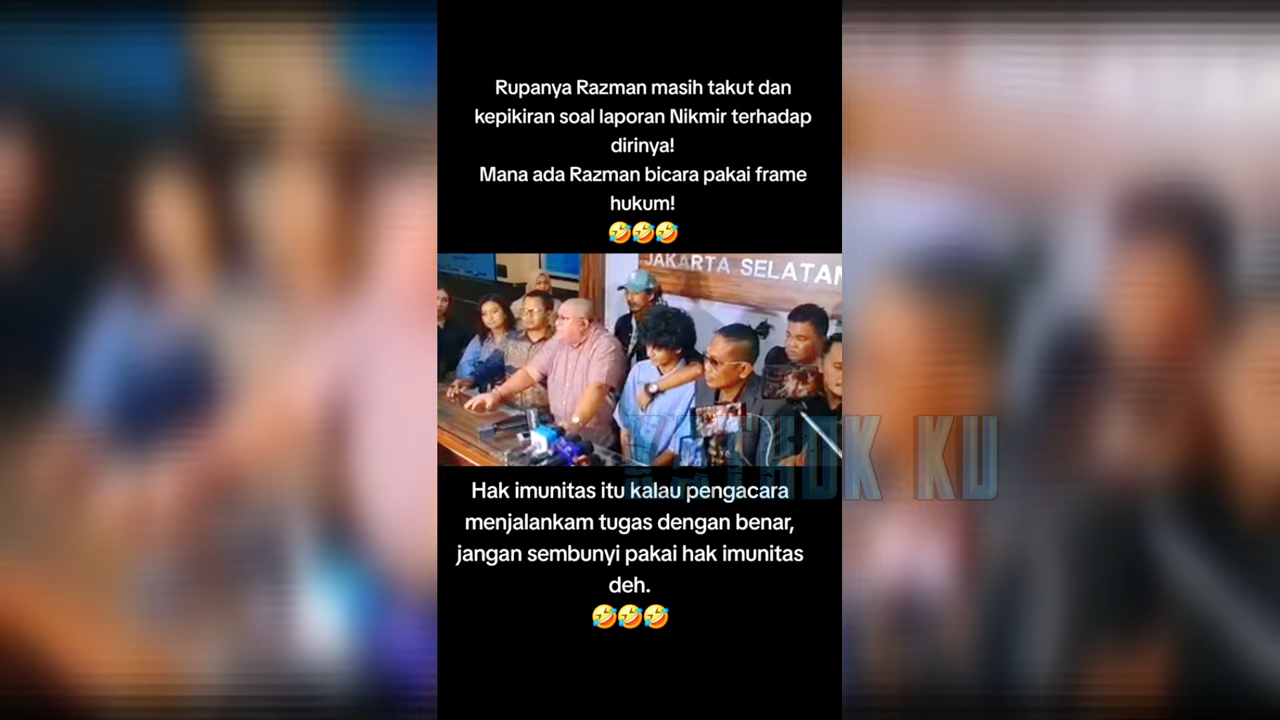 Rupanya Razman masih takut dan
kepikiran soal laporan Nikmir terhadap
dirinya!
Mana ada Razman bicara pakai frame
hukum!
🤣🤣🤣
JAKARTA SELATAN
Hak imunitas itu kalau pengacara
menjalankam tugas dengan benar,
jangan sembunyi pakai hak imunitas
deh.
🤣🤣🤣